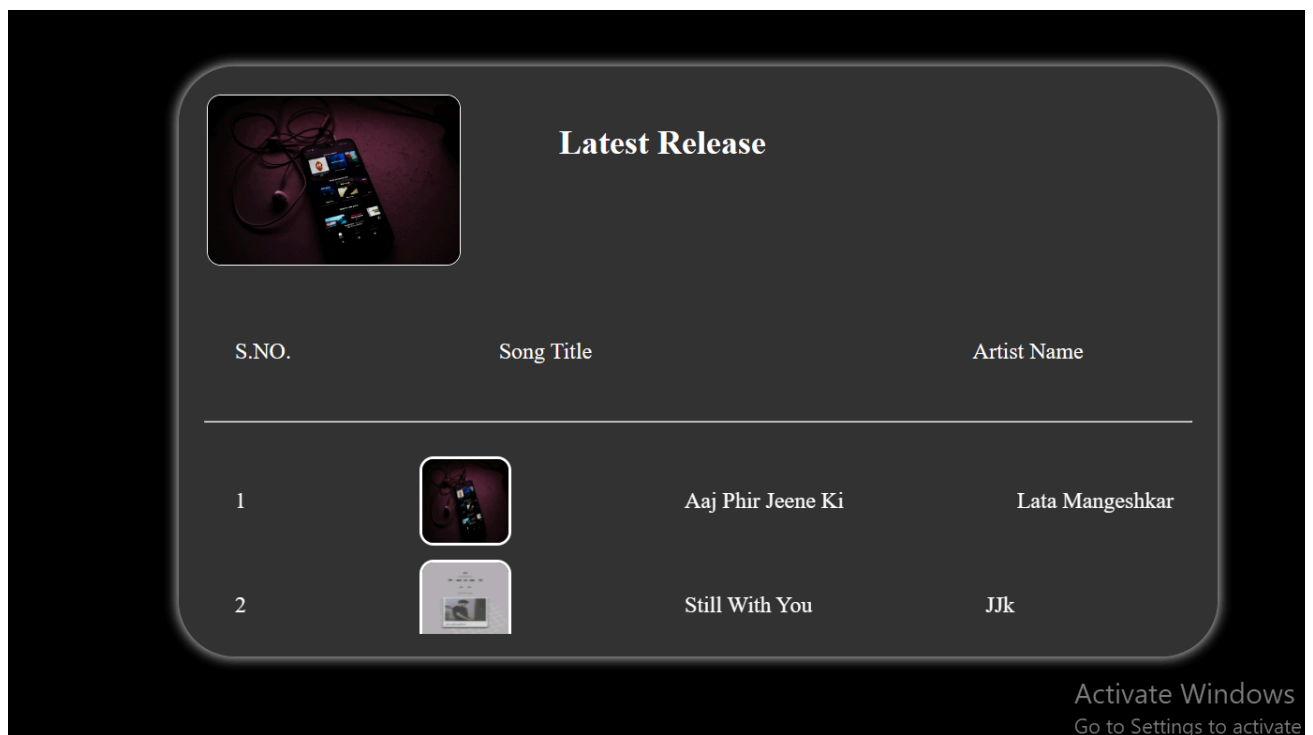 Latest Release
S.NO. Song Title Artist Name
1 Aaj Phir Jeene Ki Lata Mangeshkar
2 Still With You JJk
Activate Windows
Go to Settings to activate